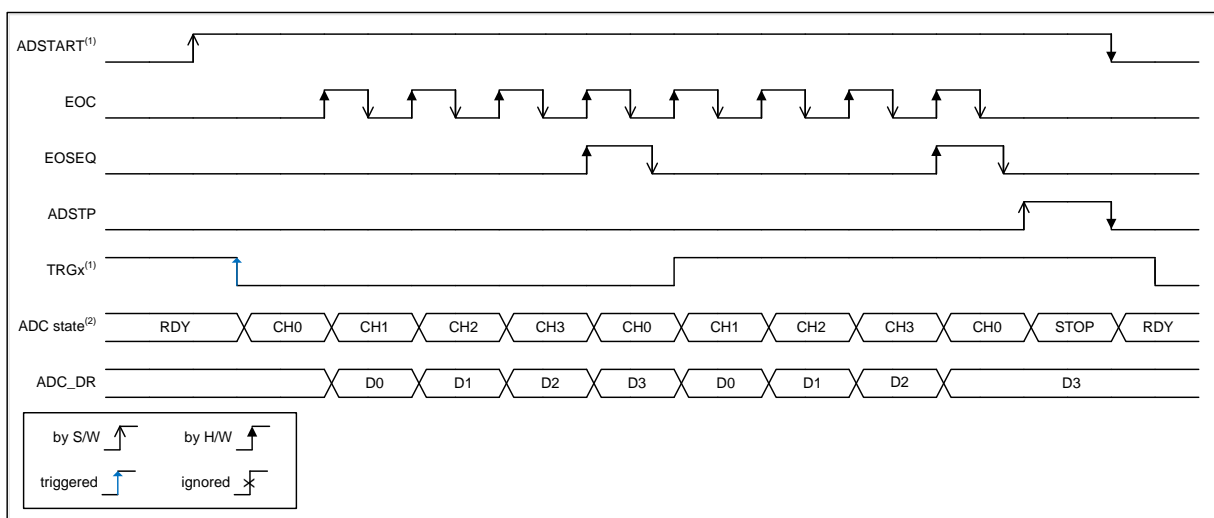 ADSTART(1)
EOC
EOSEQ
ADSTP
TRGx(1)
ADC state(2) RDY CH0 CH1 CH2 CH3 CH0 CH1 CH2 CH3 CH0 STOP RDY
ADC_DR D0 D1 D2 D3 D0 D1 D2 D3
by S/W by H/W
triggered ignored